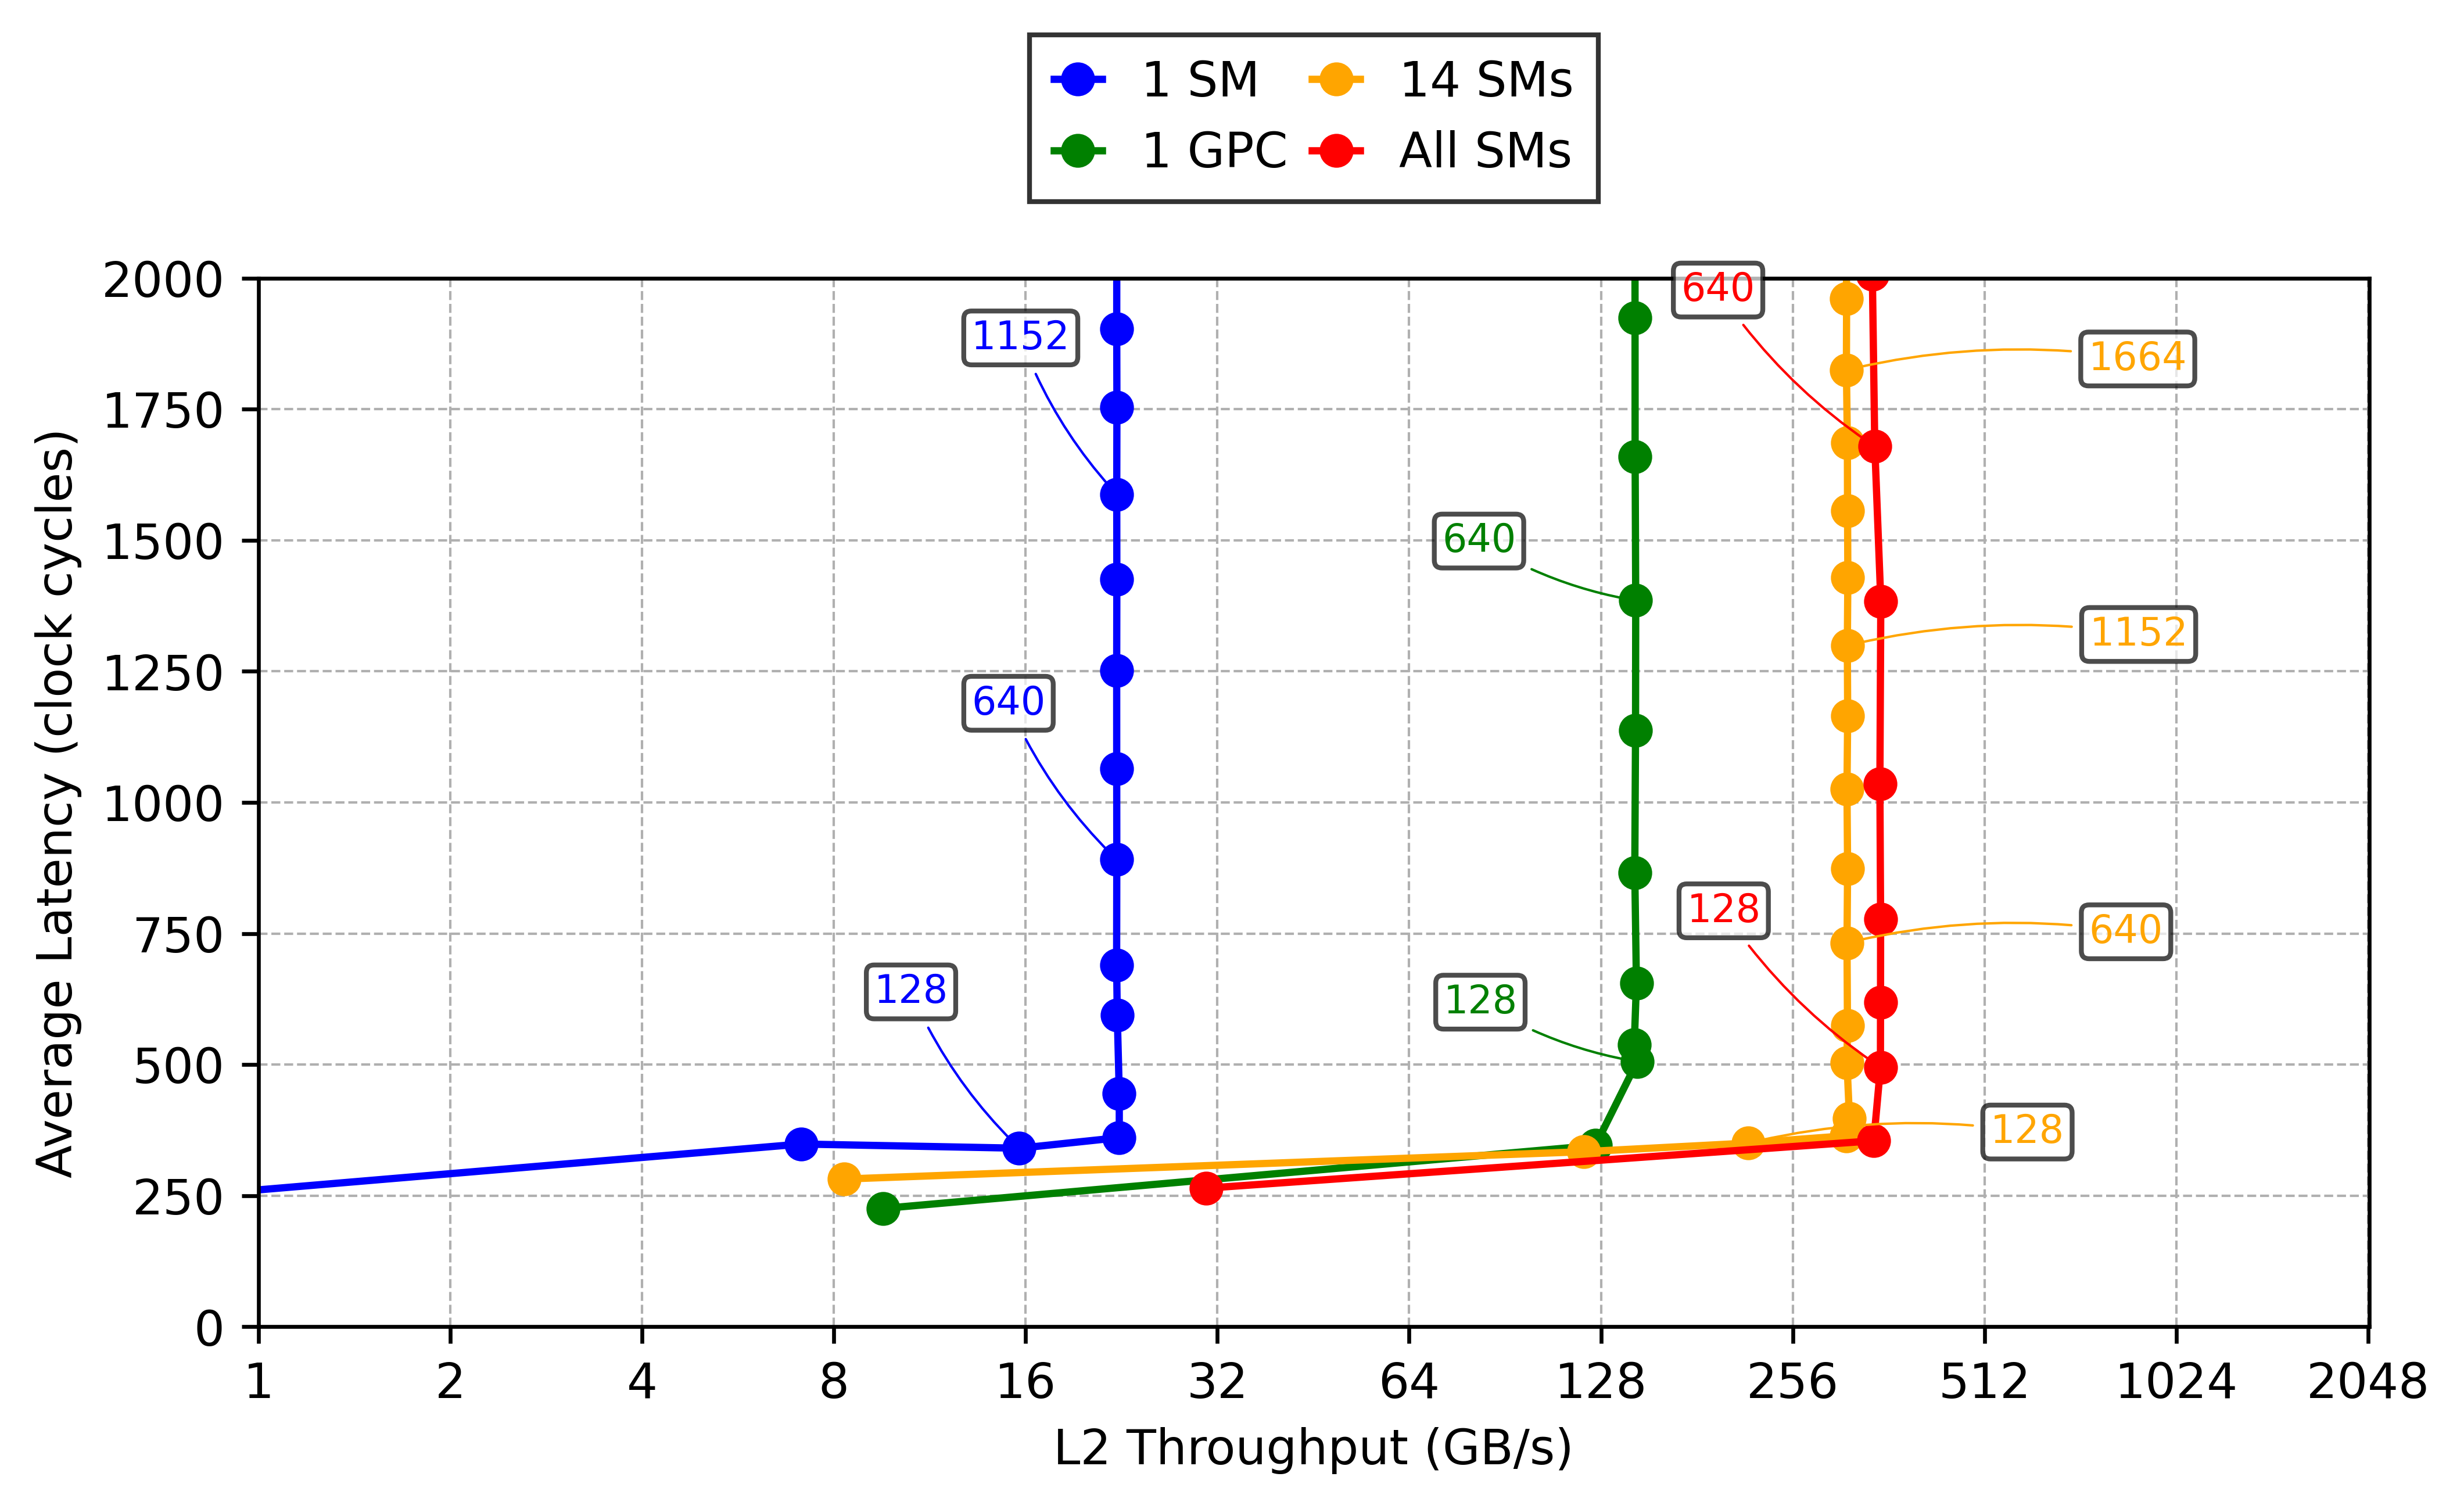 1 SM
14 SMs
1 GPC
All SMs
2000
1750
1500
1250
1000
750
500
250
0
Average Latency (clock cycles)
640
1152
1664
640
1152
640
128
640
128
128
128
1 2 4 8 16 32 64 128 256 512 1024 2048
L2 Throughput (GB/s)